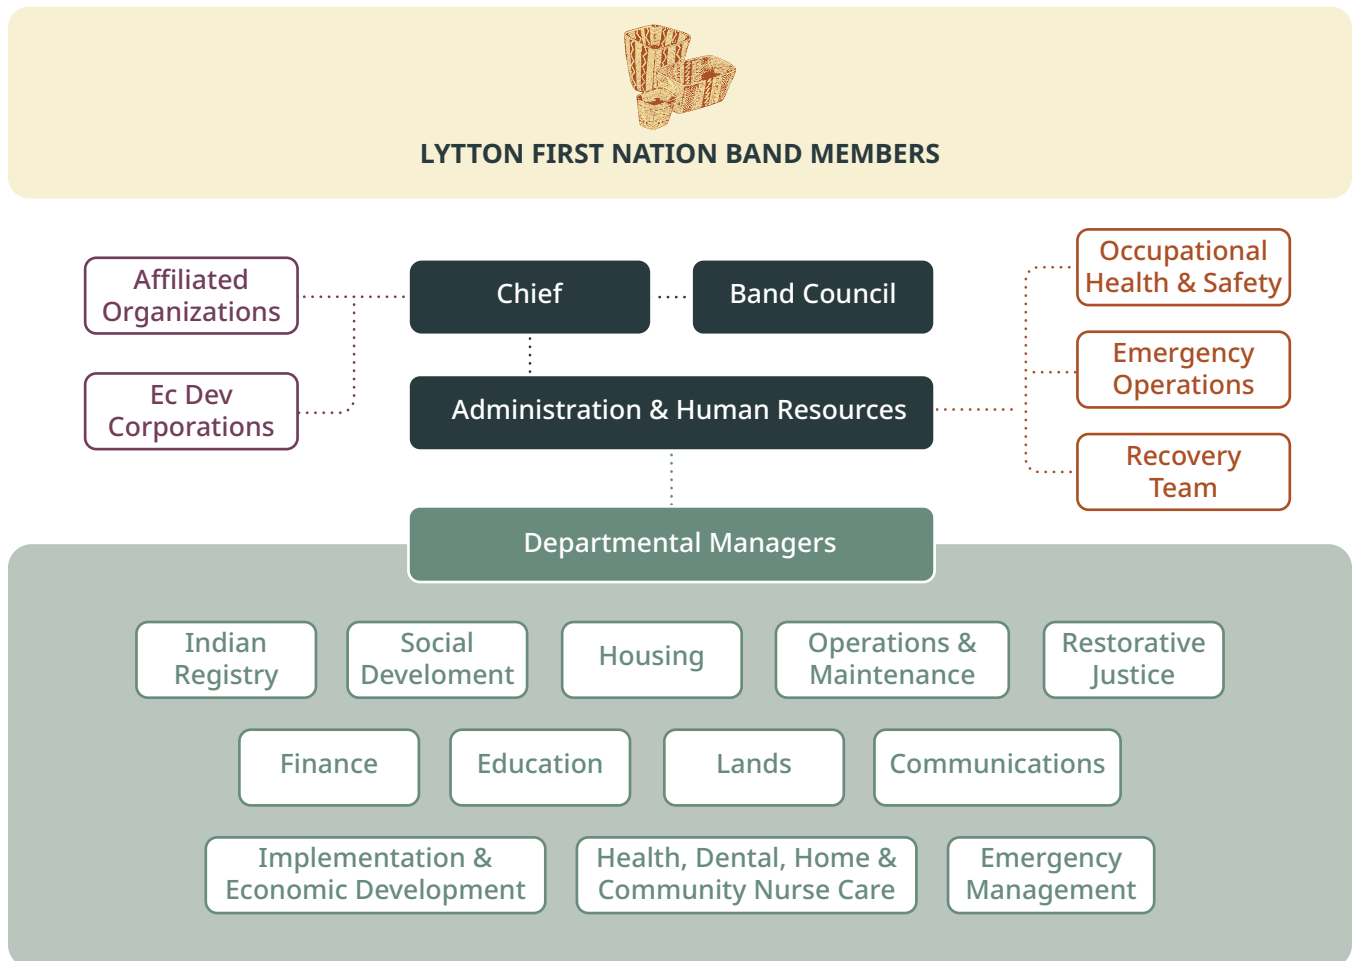 LYTTON FIRST NATION BAND MEMBERS
Affiliated
Organizations
Ec Dev
Corporations
Chief
Band Council
Administration & Human Resources
Occupational
Health & Safety
Emergency
Operations
Recovery
Team
Departmental Managers
Indian
Registry
Social
Develoment
Housing
Operations &
Maintenance
Restorative
Justice
Finance
Education
Lands
Communications
Implementation &
Economic Development
Health, Dental, Home &
Community Nurse Care
Emergency
Management